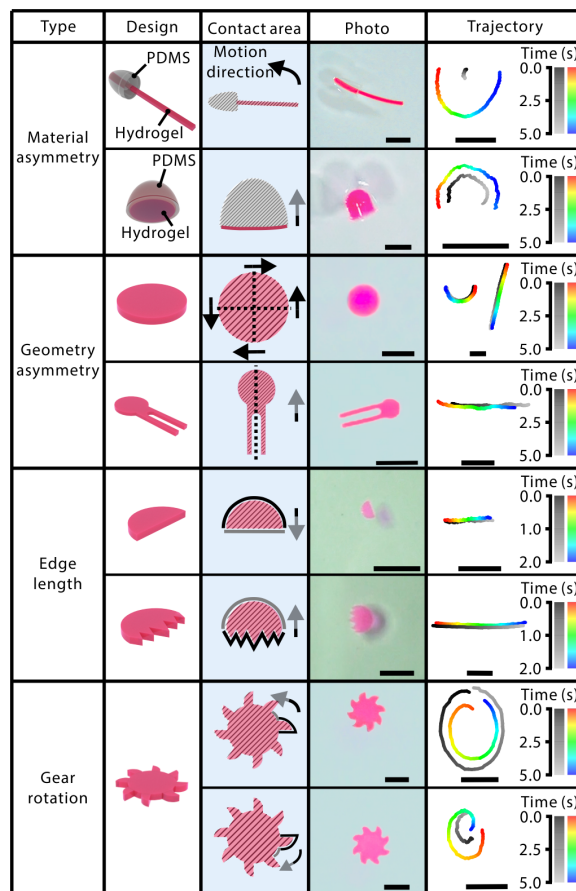 Type
Design
Contact area
Photo
Trajectory
Material
asymmetry
PDMS
Hydrogel
Motion
direction
Time (s)
0.0
2.5
5.0
PDMS
Hydrogel
Time (s)
0.0
2.5
5.0
Geometry
asymmetry
Time (s)
0.0
2.5
5.0
Time (s)
0.0
2.5
5.0
Edge
length
Time (s)
0.0
1.0
2.0
Time (s)
0.0
1.0
2.0
Gear
rotation
Time (s)
0.0
2.5
5.0
Time (s)
0.0
2.5
5.0